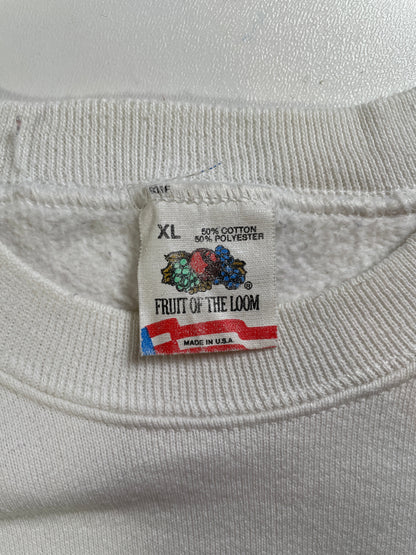 XL
50% COTTON
50% POLYESTER
®
FRUIT OF THE LOOM
MADE IN U.S.A.